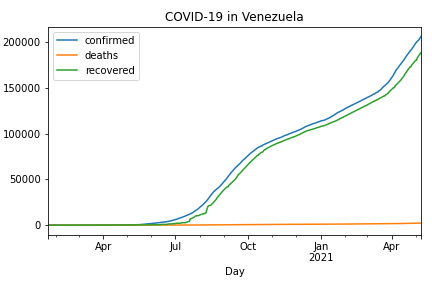 COVID-19 in Venezuela
confirmed
deaths
recovered
200000
150000
100000
50000
0
Apr Jul Oct Jan Apr
2021
Day